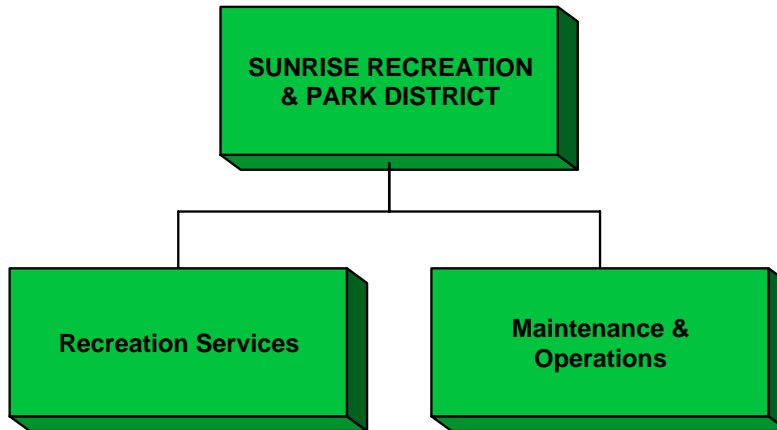 SUNRISE RECREATION
& PARK DISTRICT
Recreation Services
Maintenance &
Operations